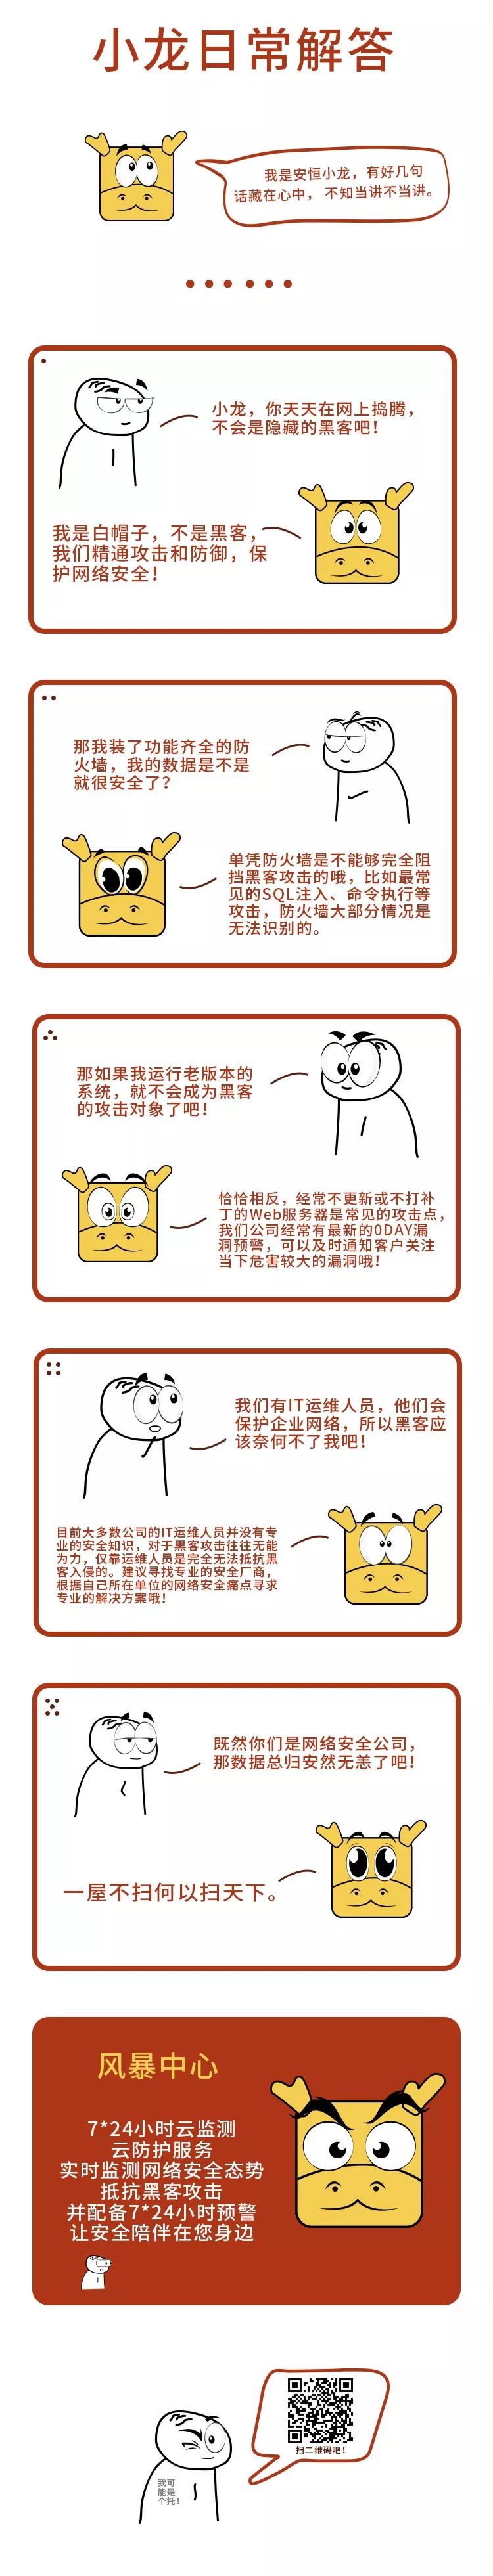 小龙日常解答
我是安恒小龙，有好几句
话藏在心中， 不知当讲不当讲。
小龙，你天天在网上捣腾，
不会是隐藏的黑客吧！
我是白帽子，不是黑客，
我们精通攻击和防御，保
护网络安全！
那我装了功能齐全的防
火墙，我的数据是不是
就很安全了？
单凭防火墙是不能够完全阻
挡黑客攻击的哦，比如最常
见的SQL注入、命令执行等
攻击，防火墙大部分情况是
无法识别的。
那如果我运行老版本的
系统，就不会成为黑客
的攻击对象了吧！
恰恰相反，经常不更新或不打补
丁的Web服务器是常见的攻击点，
我们公司经常有最新的0DAY漏
洞预警，可以及时通知客户关注
当下危害较大的漏洞哦！
我们有IT运维人员，他们会
保护企业网络，所以黑客应
该奈何不了我吧！
目前大多数公司的IT运维人员并没有专
业的安全知识，对于黑客攻击往往无能
为力，仅靠运维人员是完全无法抵抗黑
客入侵的。建议寻找专业的安全厂商，
根据自己所在单位的网络安全痛点寻求
专业的解决方案哦！
既然你们是网络安全公司，
那数据总归安然无恙了吧！
一屋不扫何以扫天下。
风暴中心
7*24小时云监测
云防护服务
实时监测网络安全态势
抵抗黑客攻击
并配备7*24小时预警
让安全陪伴在您身边
扫二维码吧！
我可
能是
个托！